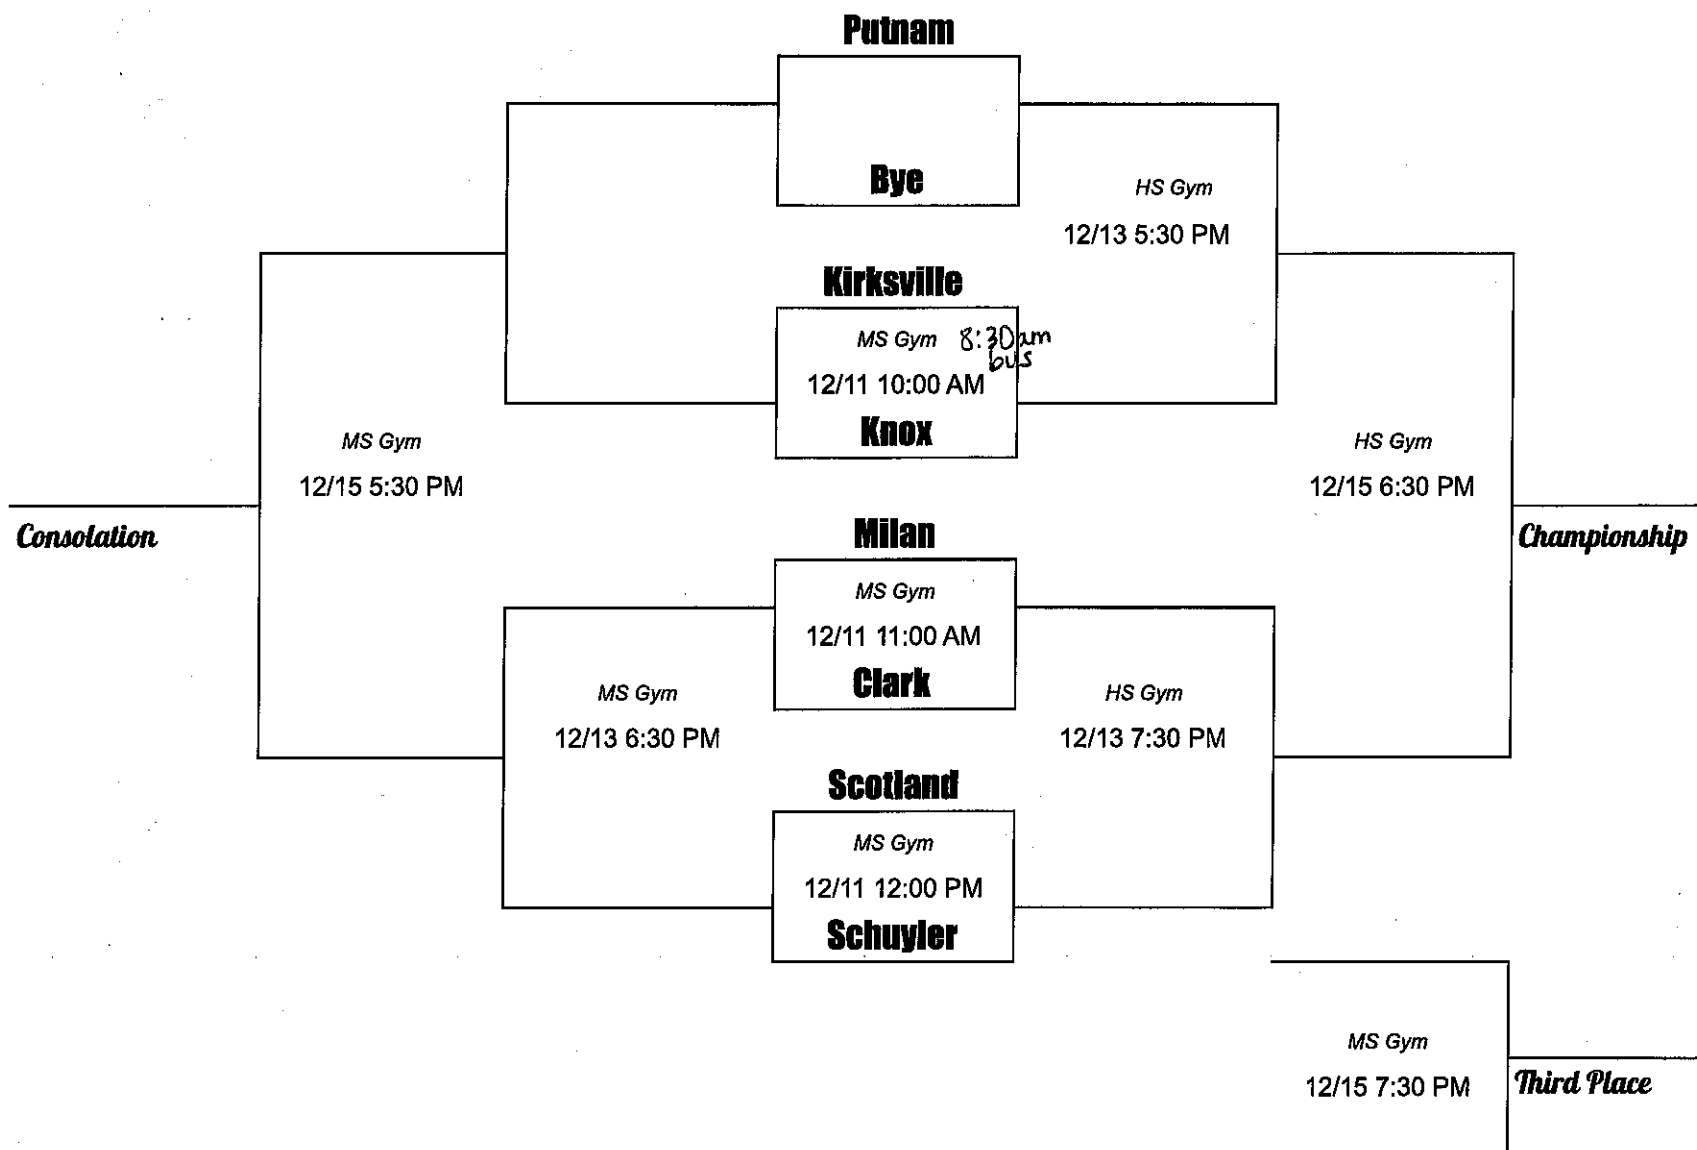 Putnam
Bye
HS Gym
12/13 5:30 PM
Kirksville
MS Gym 8:30am
bus
12/11 10:00 AM
Knox
MS Gym
12/15 5:30 PM
HS Gym
12/15 6:30 PM
Consolation
Championship
Milan
MS Gym
12/11 11:00 AM
Clark
MS Gym
12/13 6:30 PM
HS Gym
12/13 7:30 PM
Scotland
MS Gym
12/11 12:00 PM
Schuyler
MS Gym
12/15 7:30 PM
Third Place